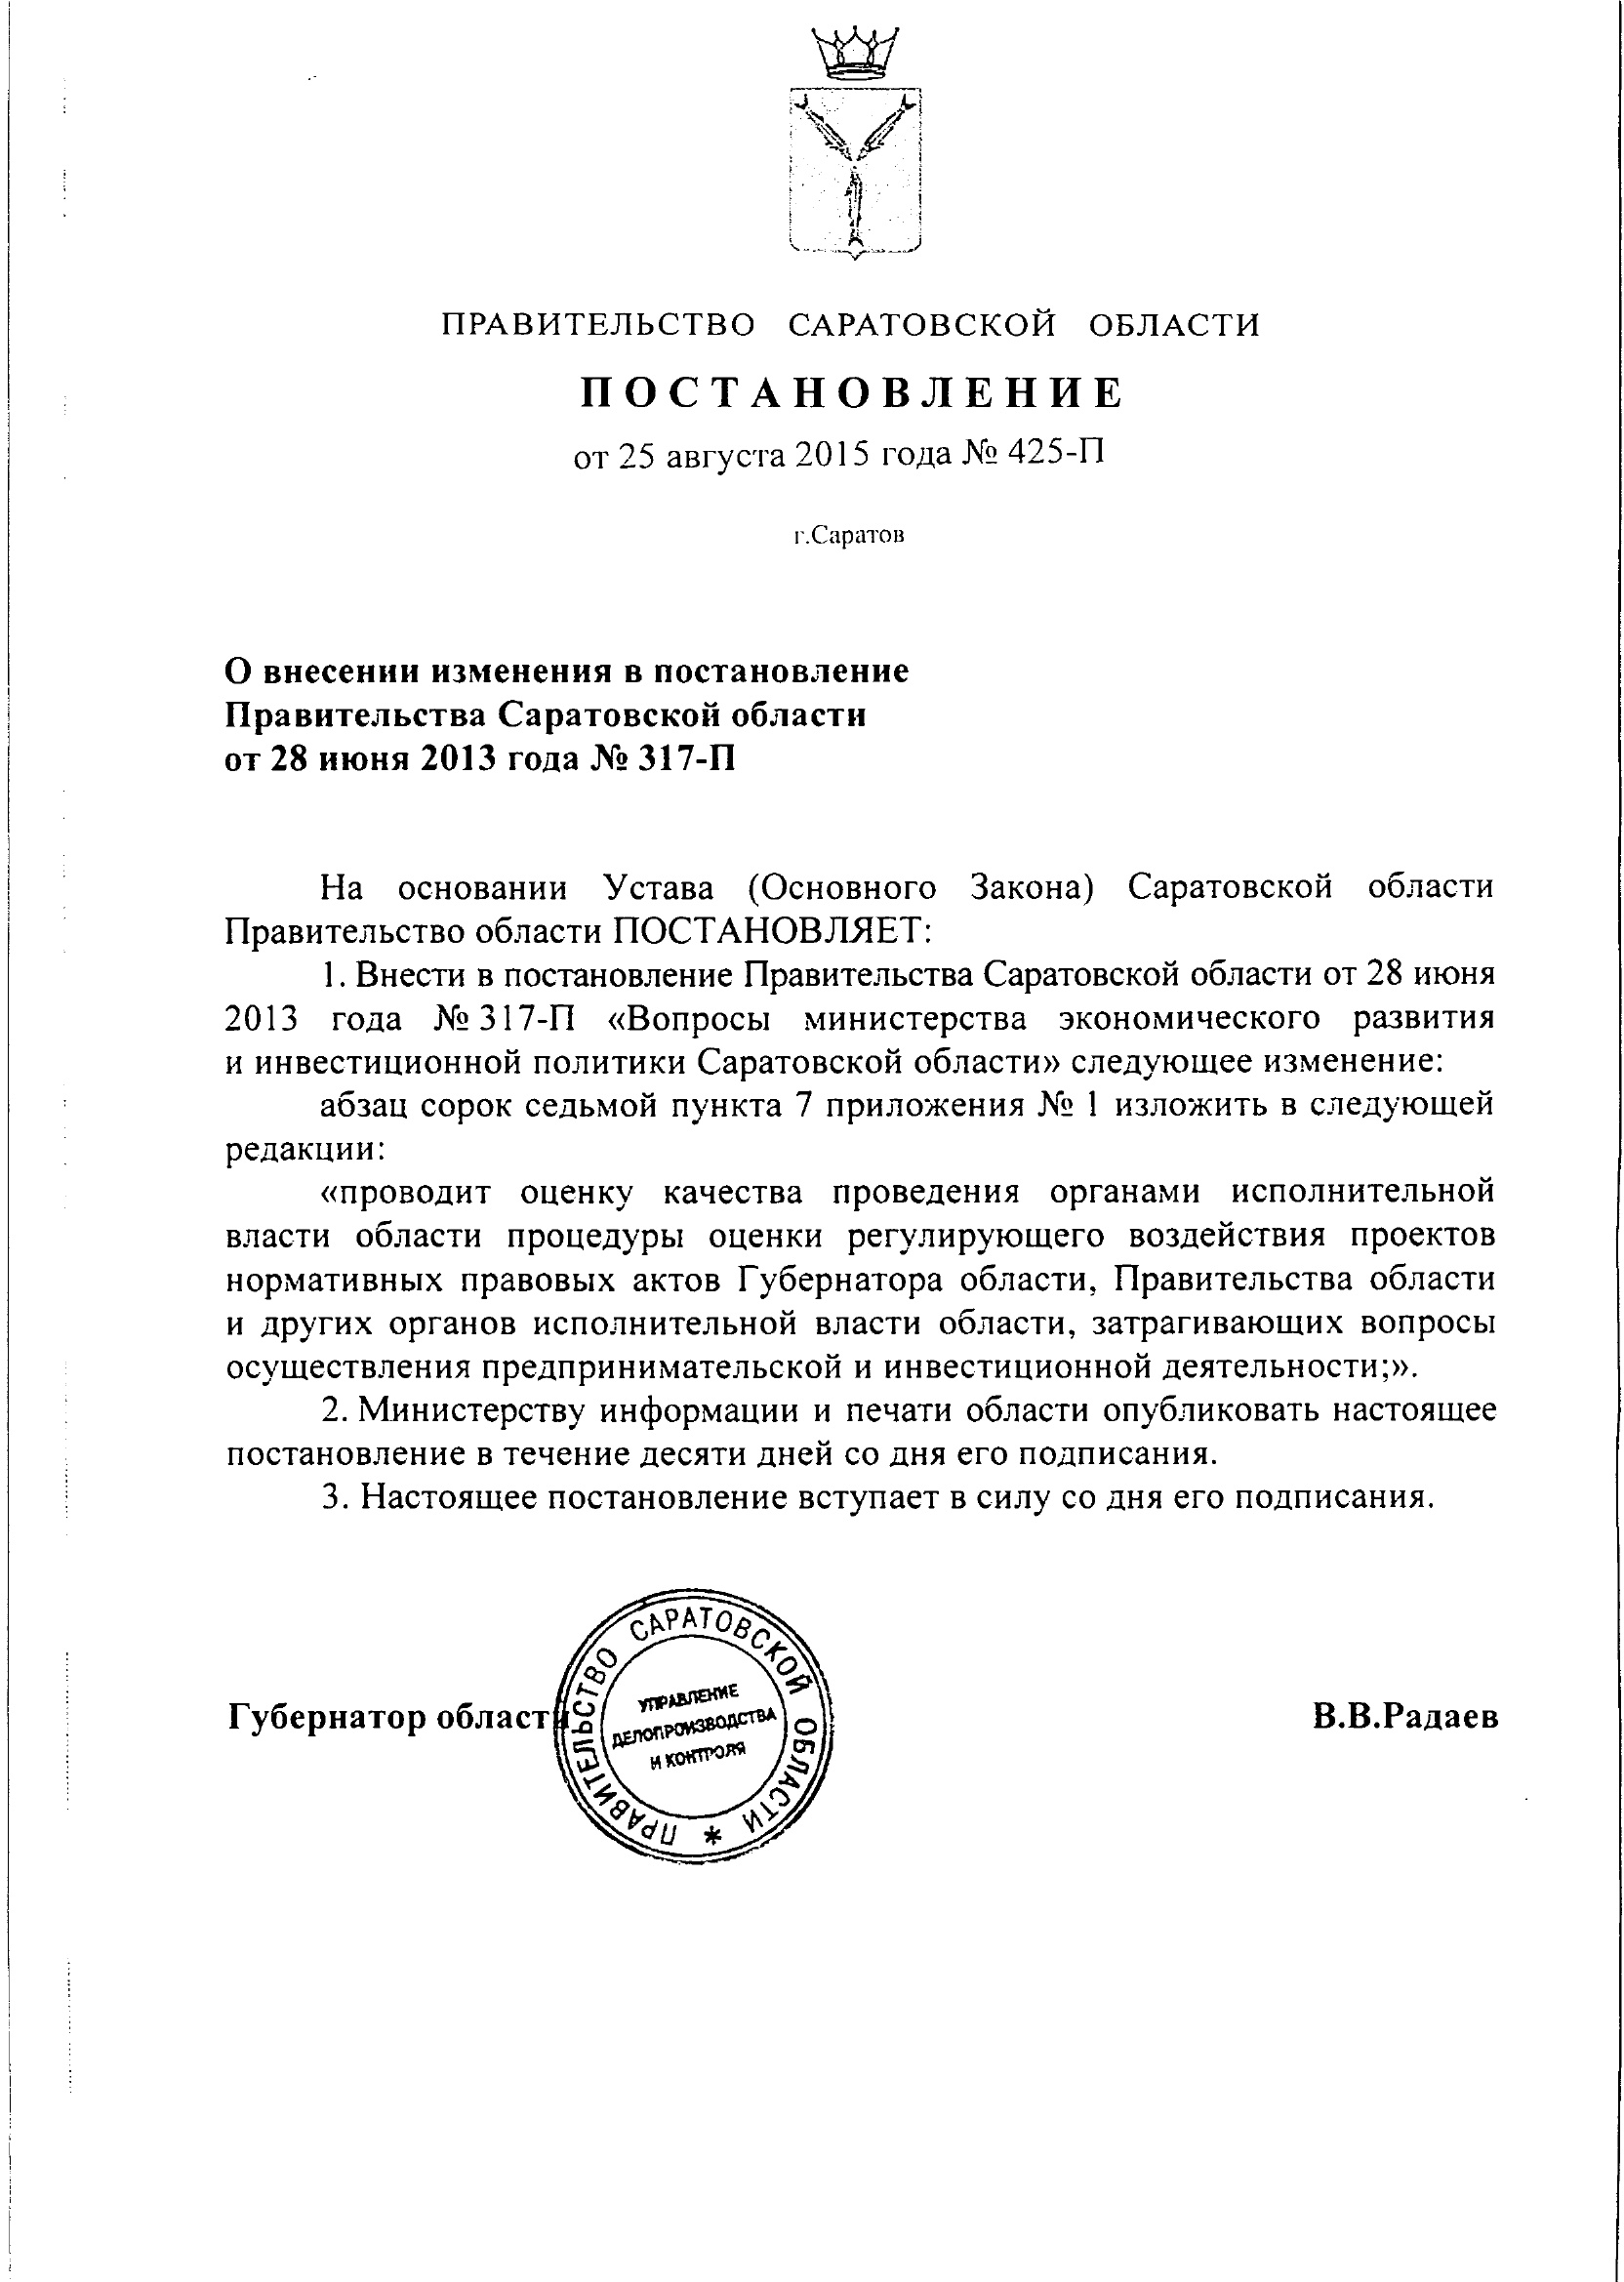 ПРАВИТЕЛЬСТВО САРАТОВСКОЙ ОБЛАСТИ
ПОСТАНОВЛЕНИЕ
от 25 августа 2015 года № 425-П
г.Саратов
О внесении изменения в постановление
Правительства Саратовской области
от 28 июня 2013 года № 317-П
На основании Устава (Основного Закона) Саратовской области
Правительство области ПОСТАНОВЛЯЕТ:
1. Внести в постановление Правительства Саратовской области от 28 июня
2013 года № 317-П «Вопросы министерства экономического развития
и инвестиционной политики Саратовской области» следующее изменение:
абзац сорок седьмой пункта 7 приложения № 1 изложить в следующей
редакции:
«проводит оценку качества проведения органами исполнительной
власти области процедуры оценки регулирующего воздействия проектов
нормативных правовых актов Губернатора области, Правительства области
и других органов исполнительной власти области, затрагивающих вопросы
осуществления предпринимательской и инвестиционной деятельности;».
2. Министерству информации и печати области опубликовать настоящее
постановление в течение десяти дней со дня его подписания.
3. Настоящее постановление вступает в силу со дня его подписания.
Губернатор области В.В.Радаев
ПРАВИТЕЛЬСТВО САРАТОВСКОЙ ОБЛАСТИ *
УПРАВЛЕНИЕ
ДЕЛОПРОИЗВОДСТВА
И КОНТРОЛЯ